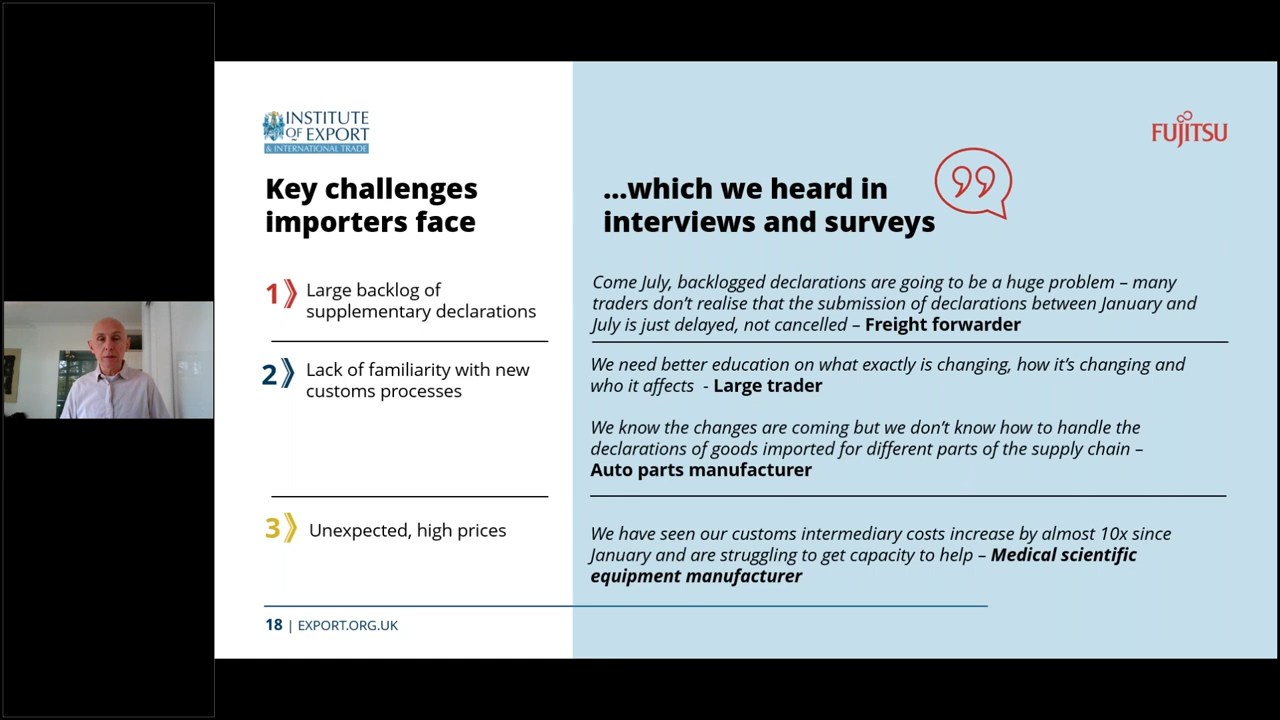 INSTITUTE
OF EXPORT
& INTERNATIONAL TRADE
FUJITSU
Key challenges
importers face
...which we heard in
interviews and surveys
1
Large backlog of
supplementary declarations
Come July, backlogged declarations are going to be a huge problem – many
traders don’t realise that the submission of declarations between January and
July is just delayed, not cancelled – Freight forwarder
2
Lack of familiarity with new
customs processes
We need better education on what exactly is changing, how it’s changing and
who it affects - Large trader
We know the changes are coming but we don’t know how to handle the
declarations of goods imported for different parts of the supply chain –
Auto parts manufacturer
3
Unexpected, high prices
We have seen our customs intermediary costs increase by almost 10x since
January and are struggling to get capacity to help – Medical scientific
equipment manufacturer
18 | EXPORT.ORG.UK